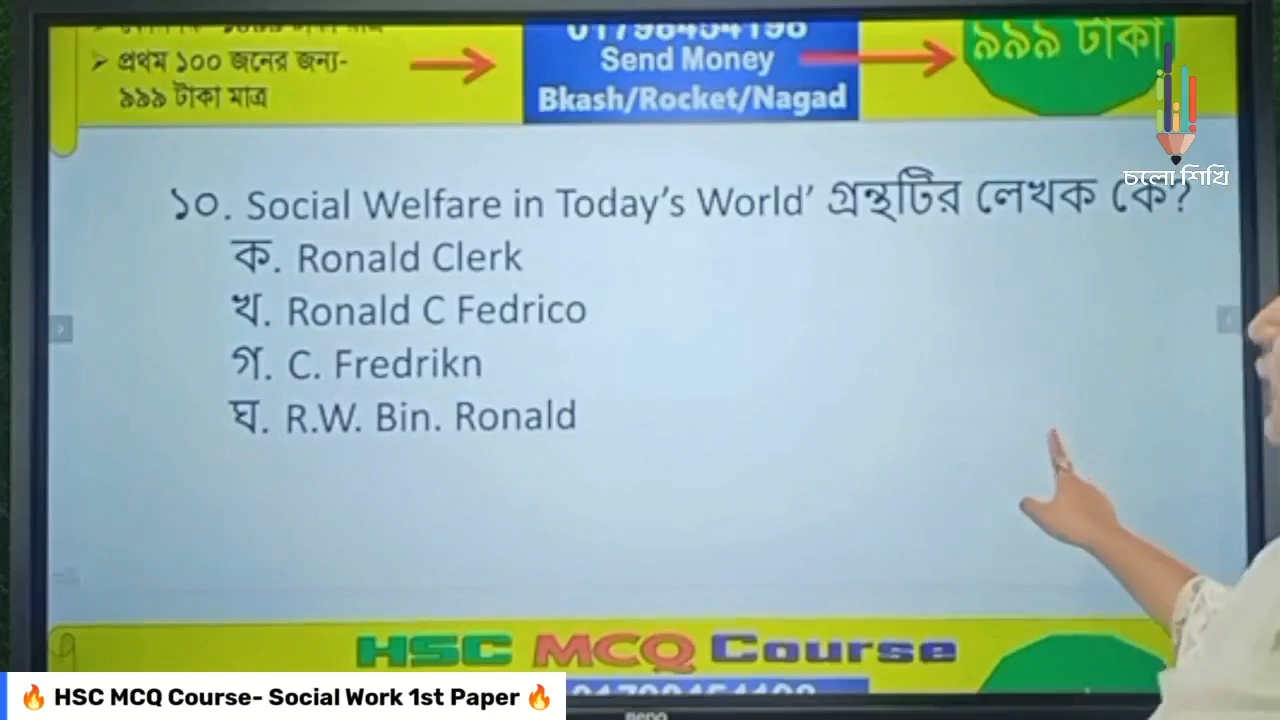 ➢ প্রথম ১০০ জনের জন্য-
৯৯৯ টাকা মাত্র
01798454198
Send Money
Bkash/Rocket/Nagad
৯৯৯ টাকা
চলো শিখি
১০. Social Welfare in Today’s World’ গ্রন্থটির লেখক কে?
ক. Ronald Clerk
খ. Ronald C Fedrico
গ. C. Fredrikn
ঘ. R.W. Bin. Ronald
HSC MCQ Course
🔥 HSC MCQ Course- Social Work 1st Paper 🔥